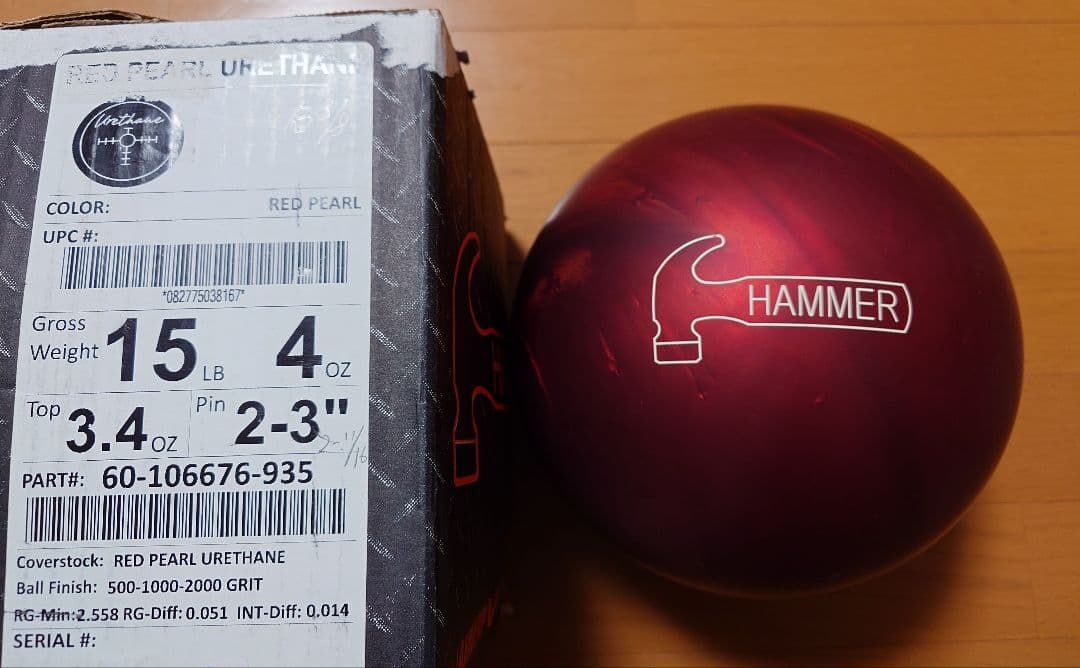 RED PEARL URETHANE
Urethane
COLOR: RED PEARL
UPC #:
*082775038167*
Gross Weight 15 LB 4 OZ
Top 3.4 OZ Pin 2-3"
PART#: 60-106676-935
Coverstock: RED PEARL URETHANE
Ball Finish: 500-1000-2000 GRIT
RG-Min:2.558 RG-Diff: 0.051 INT-Diff: 0.014
SERIAL #:
HAMMER